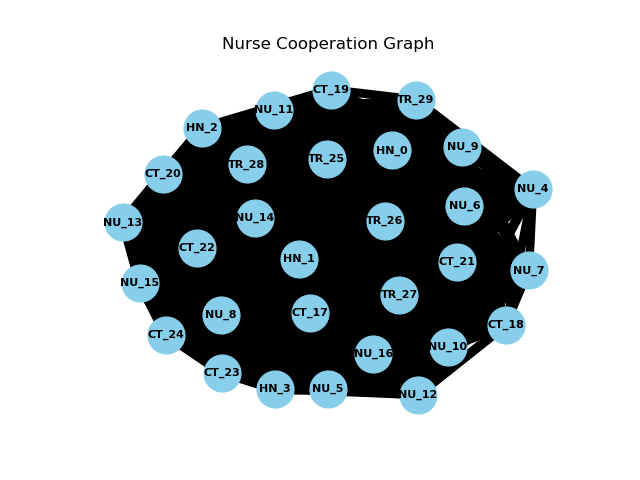 Nurse Cooperation Graph
CT_19
TR_29
NU_11
HN_2
NU_9
HN_0
TR_25
TR_28
CT_20
NU_4
NU_6
NU_14
TR_26
NU_13
CT_22
HN_1
CT_21
NU_7
NU_15
TR_27
CT_17
NU_8
CT_18
CT_24
NU_10
NU_16
CT_23
HN_3
NU_5
NU_12